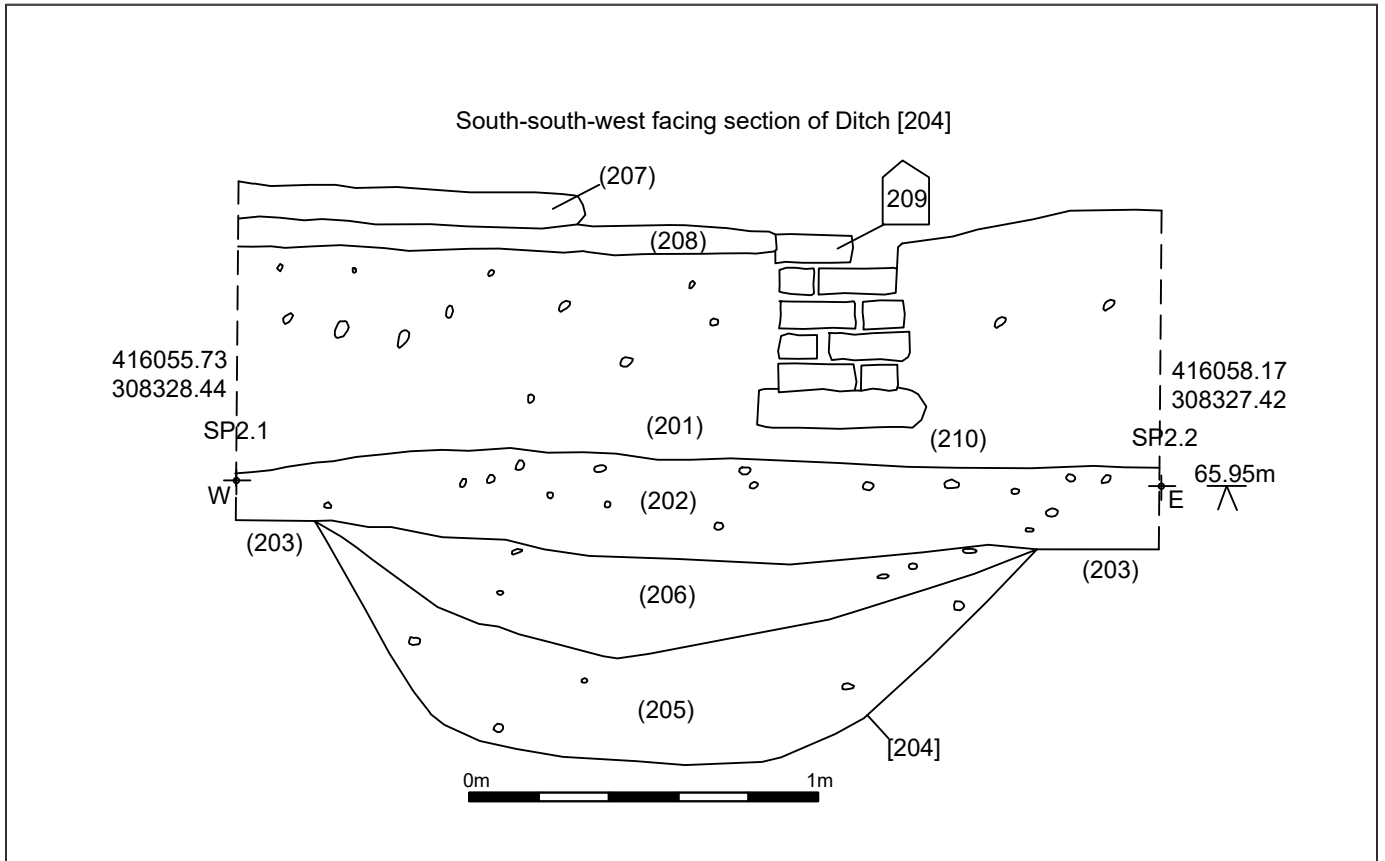 South-south-west facing section of Ditch [204]
(207)
209
(208)
416055.73
308328.44
416058.17
308327.42
(201)
SP2.1
(210)
SP2.2
65.95m
W
E
(202)
(203)
(203)
(206)
(205)
[204]
0m 1m